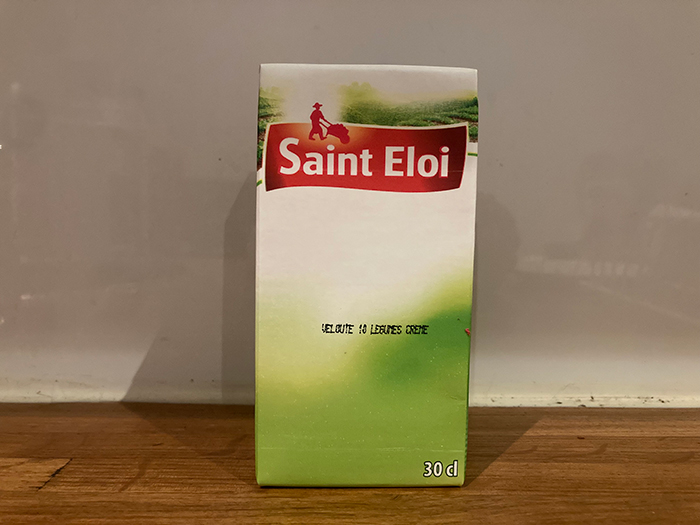 Saint Eloi
VELOUTE 10 LEGUMES CREME
30 cl